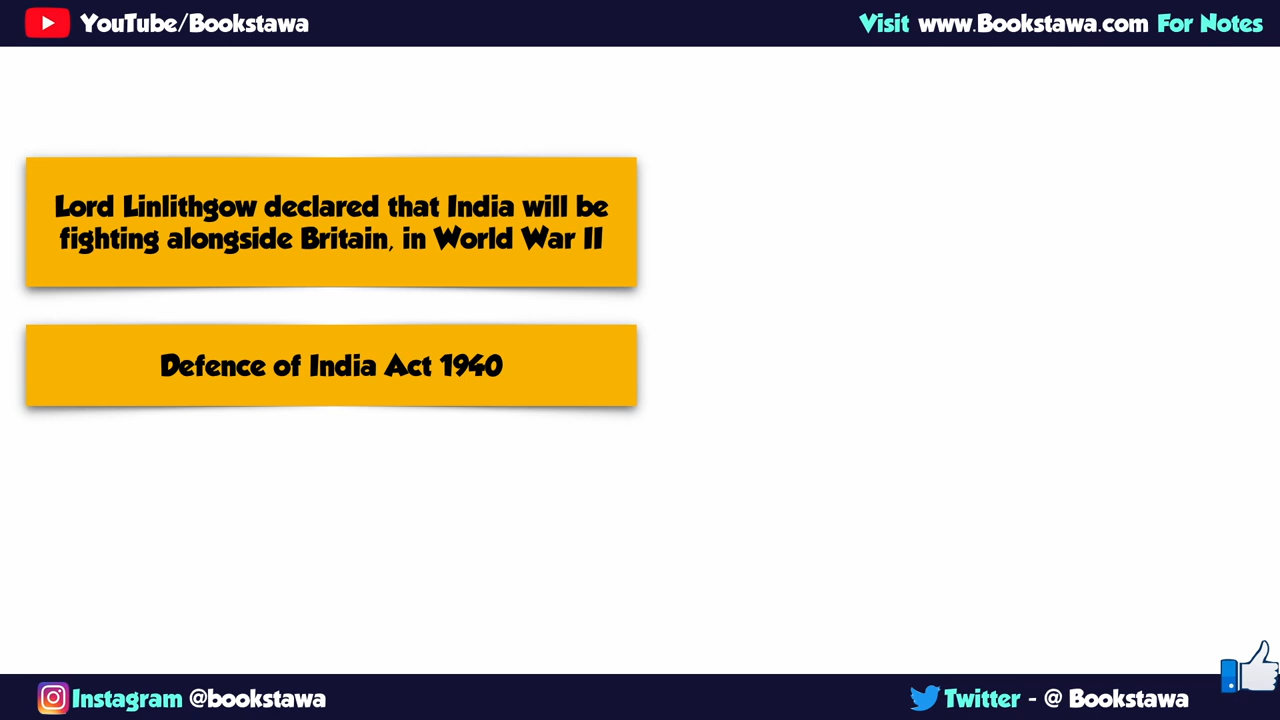 YouTube/Bookstawa
Visit www.Bookstawa.com For Notes
Lord Linlithgow declared that India will be
fighting alongside Britain, in World War II
Defence of India Act 1940
Instagram @bookstawa
Twitter - @ Bookstawa